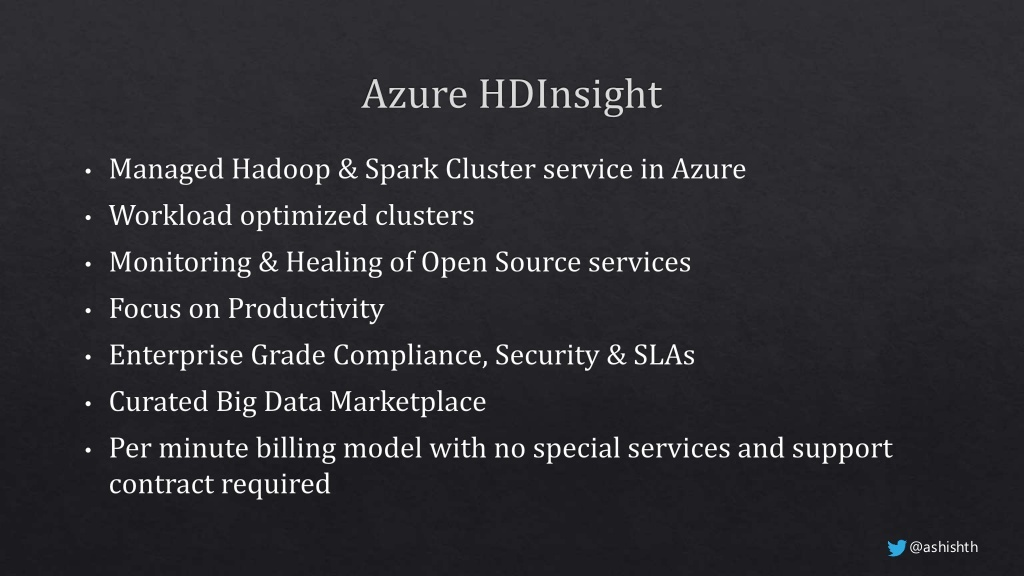 Azure HDInsight
• Managed Hadoop & Spark Cluster service in Azure
• Workload optimized clusters
• Monitoring & Healing of Open Source services
• Focus on Productivity
• Enterprise Grade Compliance, Security & SLAs
• Curated Big Data Marketplace
• Per minute billing model with no special services and support
contract required
@ashishth